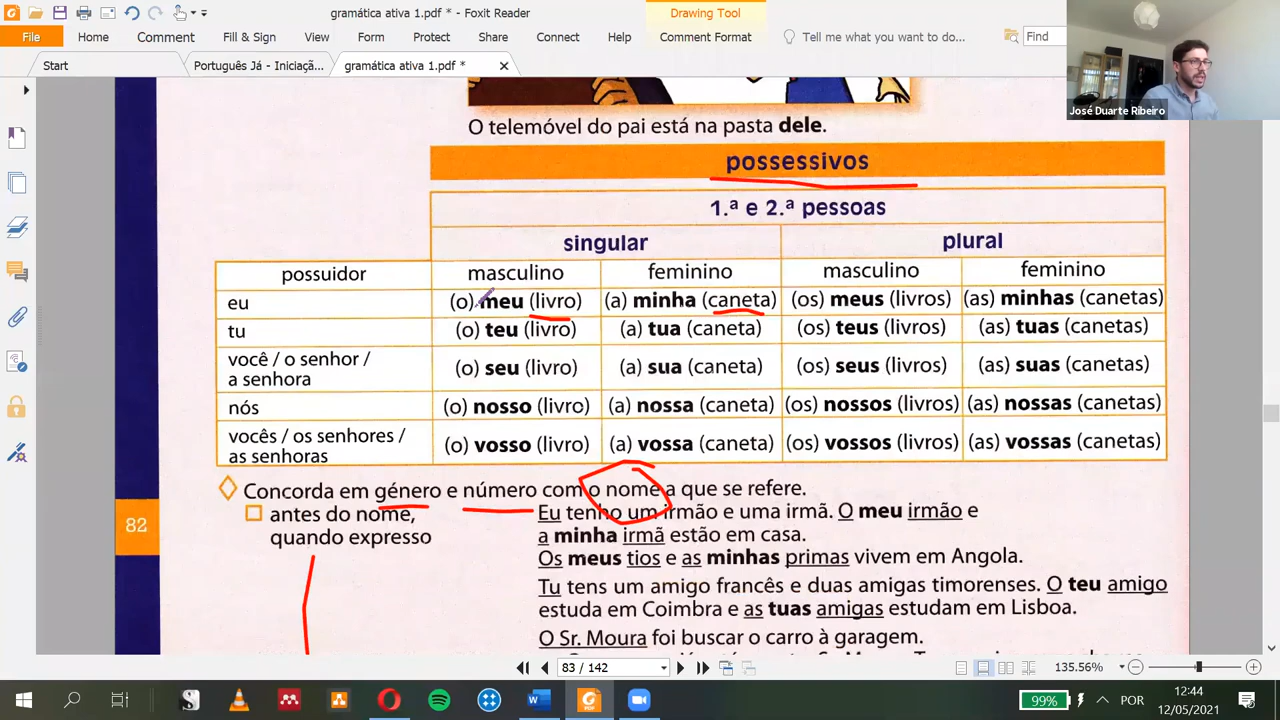 gramática ativa 1.pdf * - Foxit Reader
Drawing Tool
File
Home
Comment
Fill & Sign
View
Form
Protect
Share
Connect
Help
Comment Format
Tell me what you want to do...
Find
Start
Português Já - Iniciaçã...
gramática ativa 1.pdf *
José Duarte Ribeiro
O telemóvel do pai está na pasta dele.
possessivos
1.ª e 2.ª pessoas
singular plural
possuidor masculino feminino masculino feminino
eu (o) meu (livro) (a) minha (caneta) (os) meus (livros) (as) minhas (canetas)
tu (o) teu (livro) (a) tua (caneta) (os) teus (livros) (as) tuas (canetas)
você / o senhor /
a senhora (o) seu (livro) (a) sua (caneta) (os) seus (livros) (as) suas (canetas)
nós (o) nosso (livro) (a) nossa (caneta) (os) nossos (livros) (as) nossas (canetas)
vocês / os senhores /
as senhoras (o) vosso (livro) (a) vossa (caneta) (os) vossos (livros) (as) vossas (canetas)
Concorda em género e número com o nome a que se refere.
antes do nome,
quando expresso
Eu tenho um irmão e uma irmã. O meu irmão e
a minha irmã estão em casa.
Os meus tios e as minhas primas vivem em Angola.
Tu tens um amigo francês e duas amigas timorenses. O teu amigo
estuda em Coimbra e as tuas amigas estudam em Lisboa.
O Sr. Moura foi buscar o carro à garagem.
82
83 / 142
135.56%
99%
POR
12:44
12/05/2021